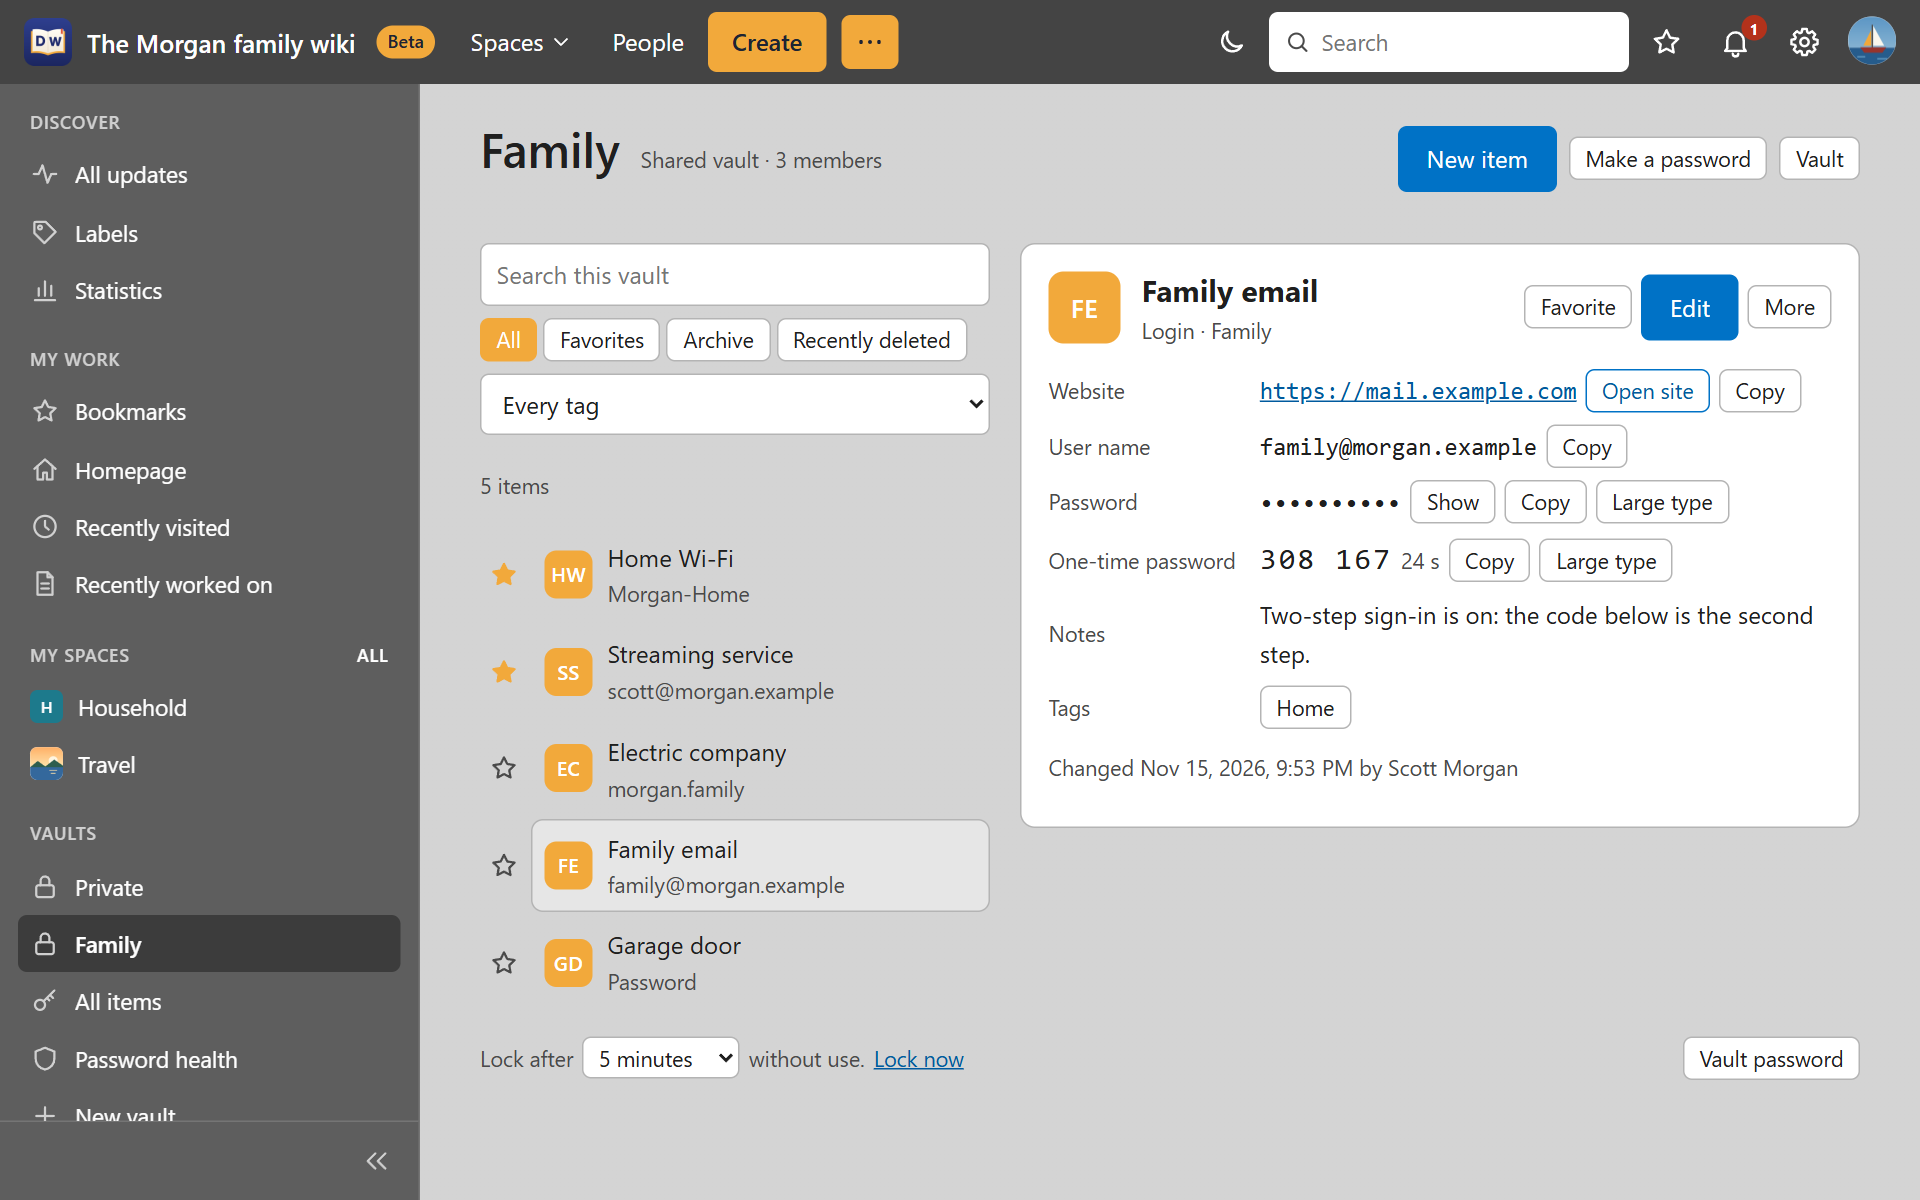 DW The Morgan family wiki Beta Spaces People Create ... Search 1
DISCOVER
All updates
Labels
Statistics
MY WORK
Bookmarks
Homepage
Recently visited
Recently worked on
MY SPACES ALL
H Household
Travel
VAULTS
Private
Family
All items
Password health
New vault
Family Shared vault · 3 members
New item Make a password Vault
Search this vault
All Favorites Archive Recently deleted
Every tag
5 items
HW Home Wi-Fi
Morgan-Home
SS Streaming service
scott@morgan.example
EC Electric company
morgan.family
FE Family email
family@morgan.example
GD Garage door
Password
FE Family email
Login · Family
Favorite Edit More
Website https://mail.example.com Open site Copy
User name family@morgan.example Copy
Password •••••••••• Show Copy Large type
One-time password 308 167 24 s Copy Large type
Notes Two-step sign-in is on: the code below is the second
step.
Tags Home
Changed Nov 15, 2026, 9:53 PM by Scott Morgan
Lock after 5 minutes without use. Lock now
Vault password